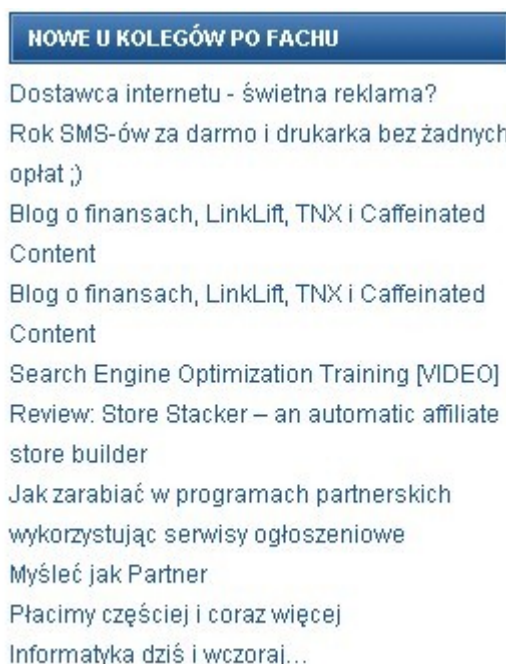 NOWE U KOLEGÓW PO FACHU
Dostawca internetu - świetna reklama?
Rok SMS-ów za darmo i drukarka bez żadnych
opłat ;)
Blog o finansach, LinkLift, TNX i Caffeinated
Content
Blog o finansach, LinkLift, TNX i Caffeinated
Content
Search Engine Optimization Training [VIDEO]
Review: Store Stacker – an automatic affiliate
store builder
Jak zarabiać w programach partnerskich
wykorzystując serwisy ogłoszeniowe
Myśleć jak Partner
Płacimy częściej i coraz więcej
Informatyka dziś i wczoraj...